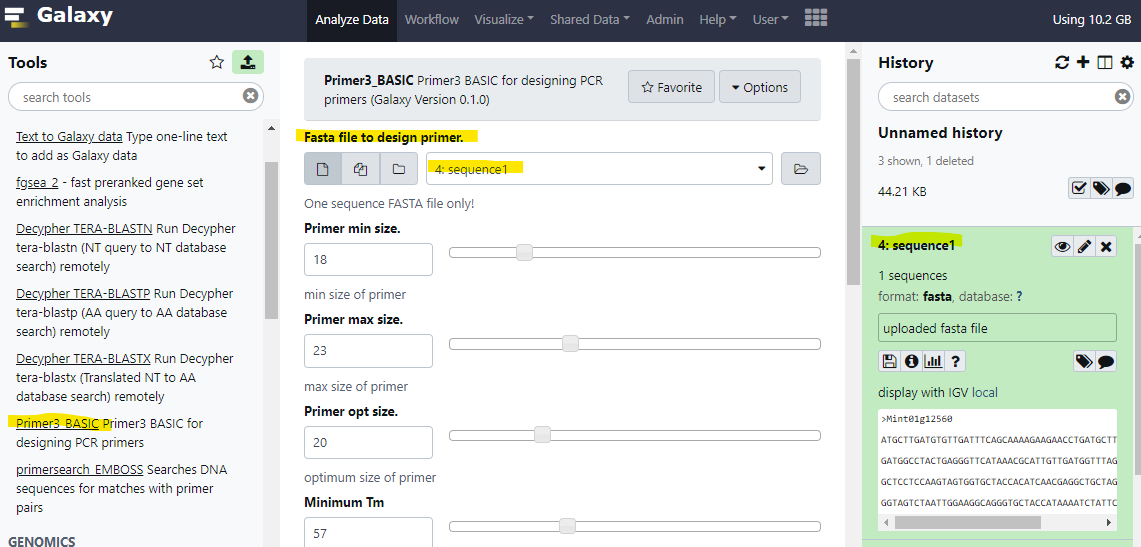 Galaxy
Analyze Data Workflow Visualize Shared Data Admin Help User Using 10.2 GB
Tools
search tools
Text to Galaxy data Type one-line text
to add as Galaxy data
fgsea_2 - fast preranked gene set
enrichment analysis
Decypher TERA-BLASTN Run Decypher
tera-blastn (NT query to NT database
search) remotely
Decypher TERA-BLASTP Run Decypher
tera-blastp (AA query to AA database
search) remotely
Decypher TERA-BLASTX Run Decypher
tera-blastx (Translated NT to AA
database search) remotely
Primer3_BASIC Primer3 BASIC for
designing PCR primers
primersearch_EMBOSS Searches DNA
sequences for matches with primer
pairs
GENOMICS
Primer3_BASIC Primer3 BASIC for designing PCR
primers (Galaxy Version 0.1.0)
Favorite
Options
Fasta file to design primer.
4: sequence1
One sequence FASTA file only!
Primer min size.
18
min size of primer
Primer max size.
23
max size of primer
Primer opt size.
20
optimum size of primer
Minimum Tm
57
History
search datasets
Unnamed history
3 shown, 1 deleted
44.21 KB
4: sequence1
1 sequences
format: fasta, database: ?
uploaded fasta file
display with IGV local
>Mint01g12560
ATGCTTGATGTGTTGATTTCAGCAAAAGAAGAACCTGATGCTT
GATGGCCTACTGAGGGTTCATAAACGCATTGTTGATGGTTTAG
GCTCCTCCAAGTAGTGGTGCTACCACATCAACGAGGCTGCTAG
GGTAGTCTAATTGGAAGGCAGGGTGCTACCATAAAATCTATTC